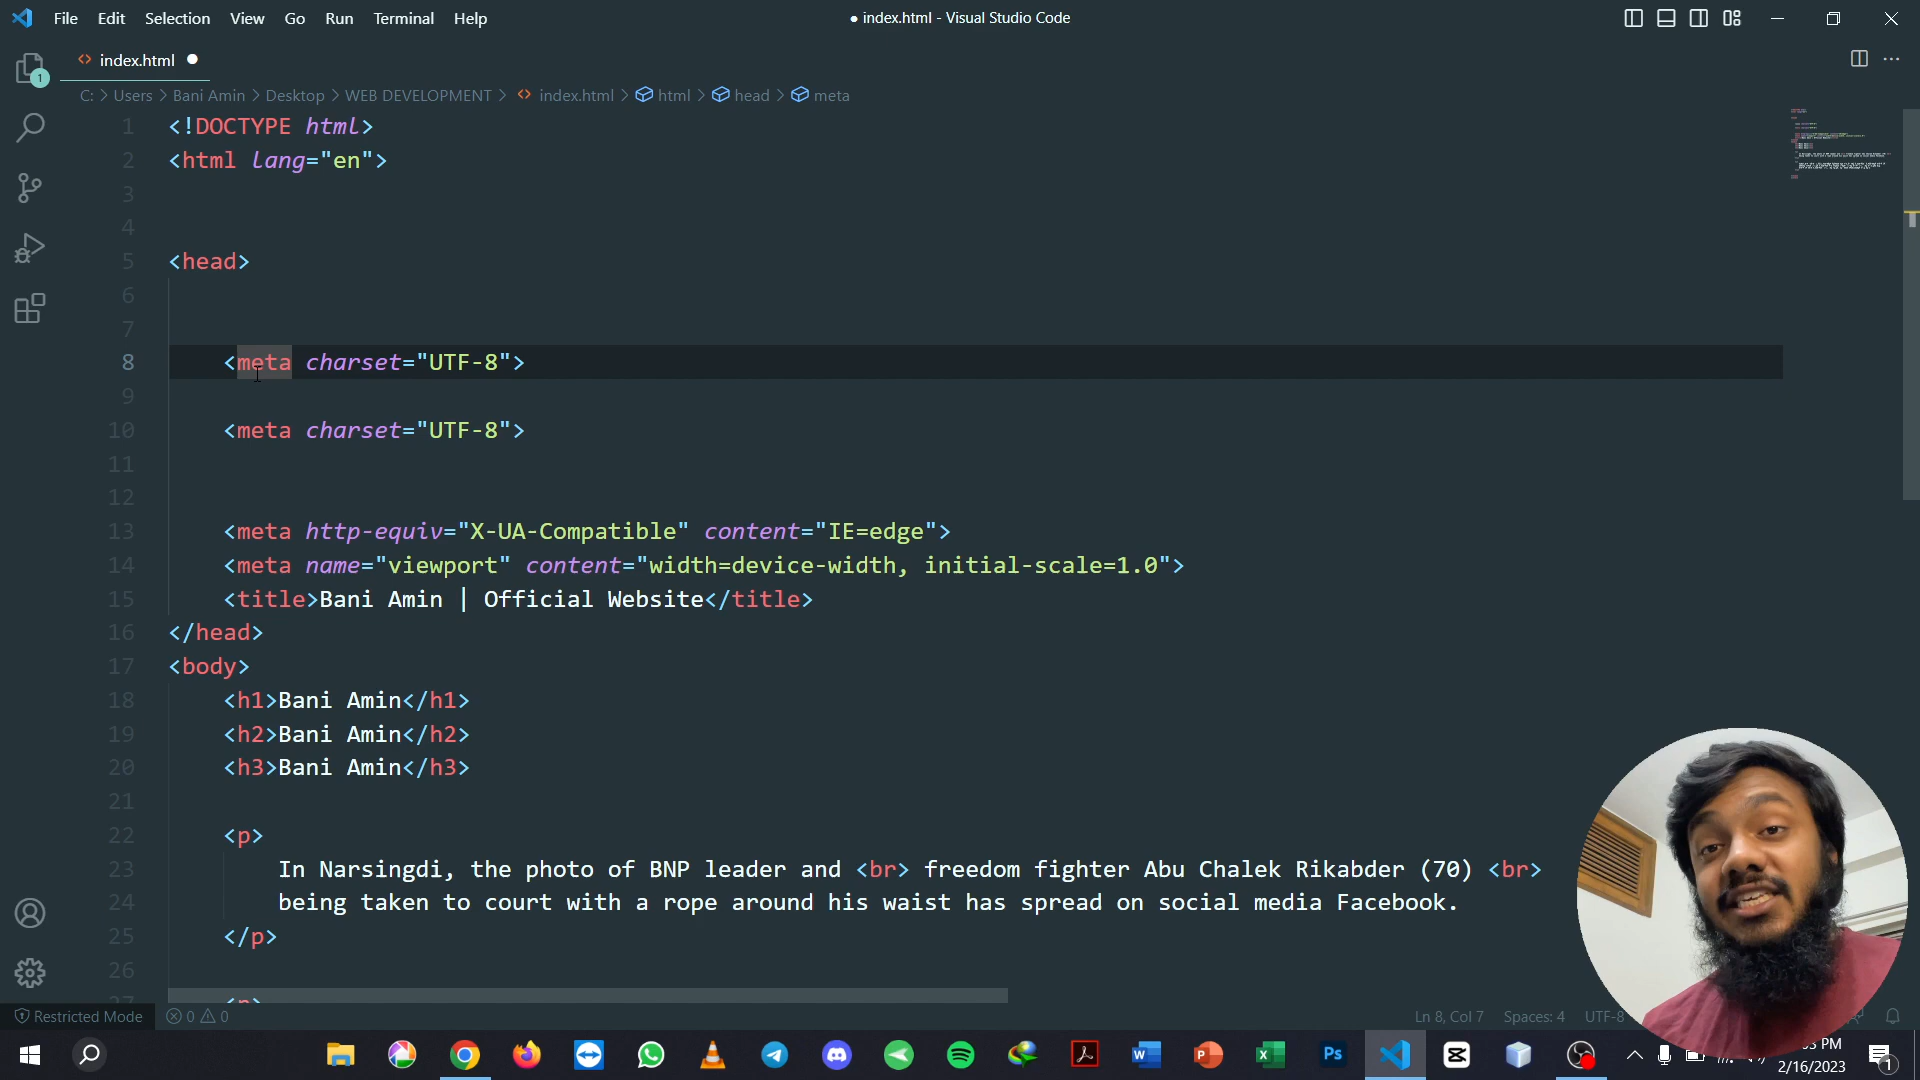 File Edit Selection View Go Run Terminal Help
● index.html - Visual Studio Code
1
<> index.html ●
C: > Users > Bani Amin > Desktop > WEB DEVELOPMENT > <> index.html > html > head > meta
1 <!DOCTYPE html>
2 <html lang="en">
3
4
5 <head>
6
7
8 <meta charset="UTF-8">
9
10 <meta charset="UTF-8">
11
12
13 <meta http-equiv="X-UA-Compatible" content="IE=edge">
14 <meta name="viewport" content="width=device-width, initial-scale=1.0">
15 <title>Bani Amin | Official Website</title>
16 </head>
17 <body>
18 <h1>Bani Amin</h1>
19 <h2>Bani Amin</h2>
20 <h3>Bani Amin</h3>
21
22 <p>
23 In Narsingdi, the photo of BNP leader and <br> freedom fighter Abu Chalek Rikabder (70) <br>
24 being taken to court with a rope around his waist has spread on social media Facebook.
25 </p>
26
27 <p>
Restricted Mode 0 0 Ln 8, Col 7 Spaces: 4 UTF-8
Ps
PM
2/16/2023
1